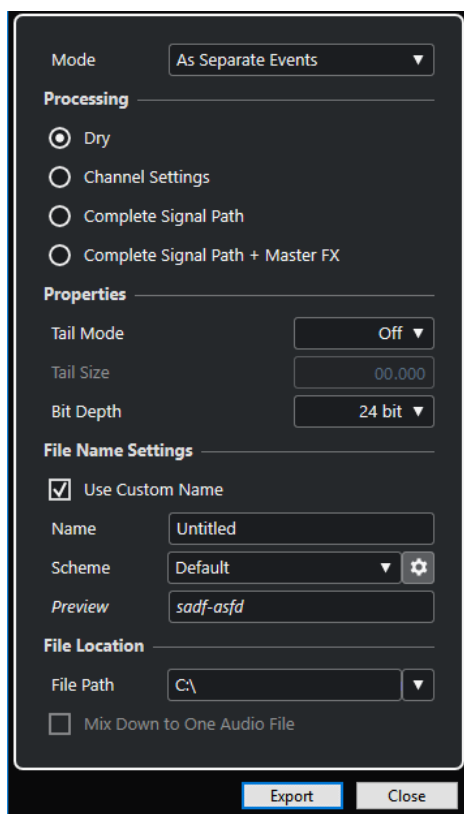 Mode As Separate Events
Processing
Dry
Channel Settings
Complete Signal Path
Complete Signal Path + Master FX
Properties
Tail Mode Off
Tail Size 00.000
Bit Depth 24 bit
File Name Settings
Use Custom Name
Name Untitled
Scheme Default
Preview sadf-asfd
File Location
File Path C:\
Mix Down to One Audio File
Export Close